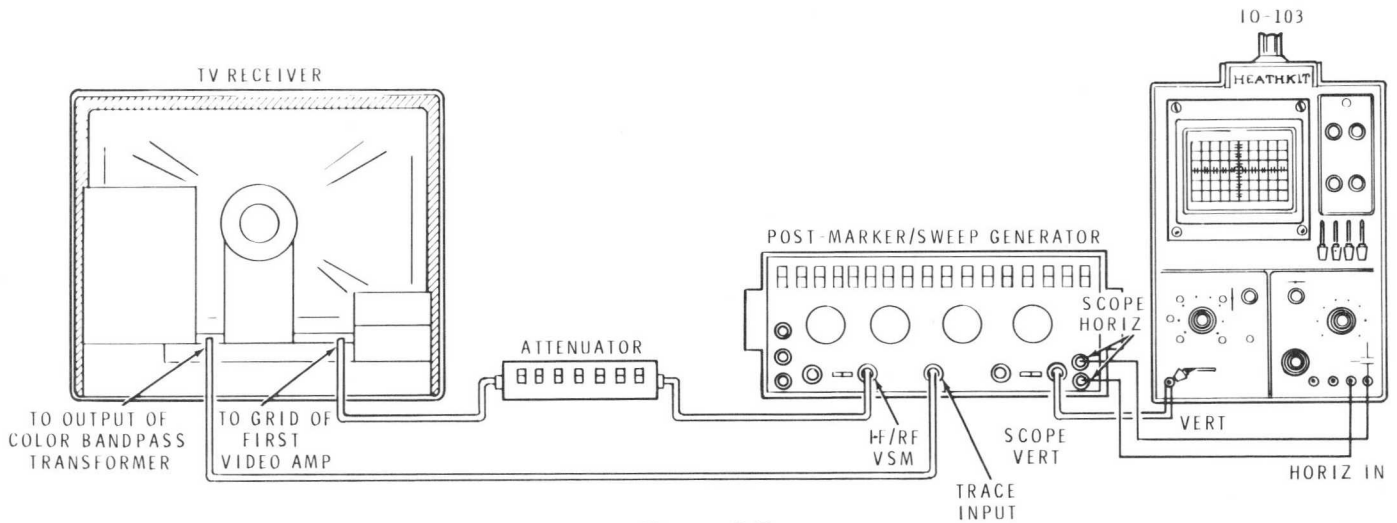 IO-103
HEATHKIT
TV RECEIVER
POST-MARKER/SWEEP GENERATOR
SCOPE
HORIZ
ATTENUATOR
TO OUTPUT OF
COLOR BANDPASS
TRANSFORMER
TO GRID OF
FIRST
VIDEO AMP
I-F/RF
VSM
SCOPE
VERT
TRACE
INPUT
VERT
HORIZ IN